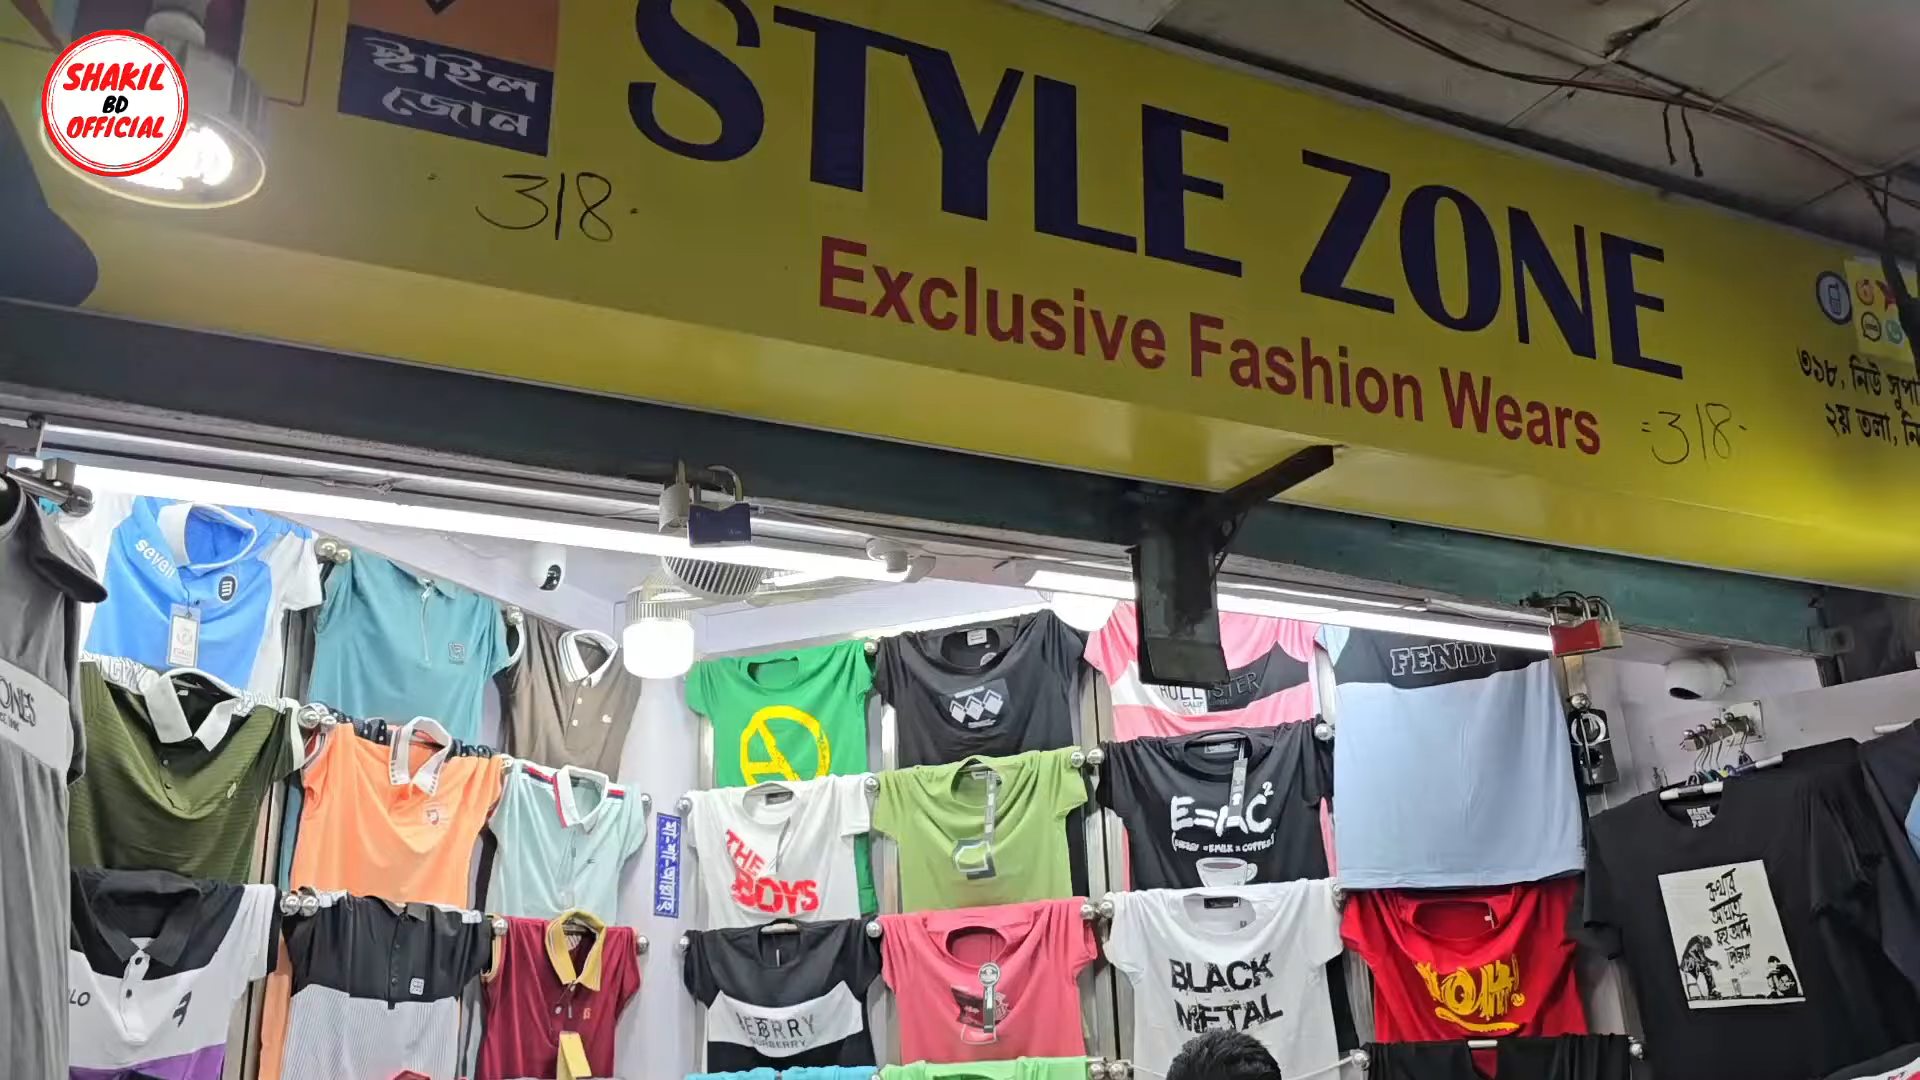 SHAKIL
BD
OFFICIAL
স্টাইল
জোন
STYLE ZONE
318
Exclusive Fashion Wears
318
৩১৮, নিউ সুপা
২য় তলা, নি
seven
FENDI
HOLLISTER
E=MC²
THE
BOYS
BLACK
METAL